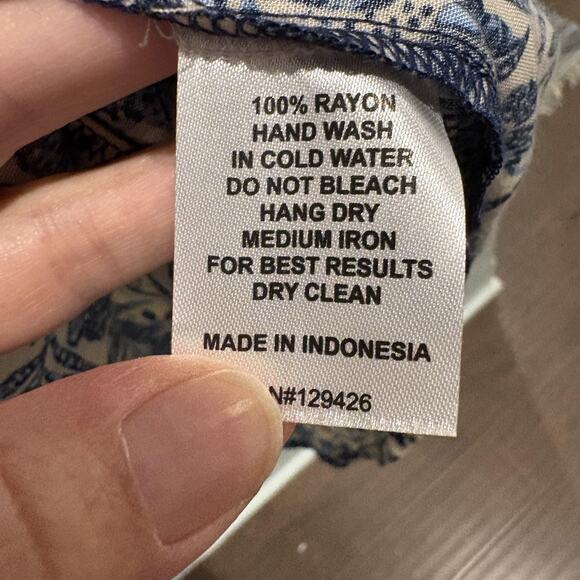 100% RAYON
HAND WASH
IN COLD WATER
DO NOT BLEACH
HANG DRY
MEDIUM IRON
FOR BEST RESULTS
DRY CLEAN
MADE IN INDONESIA
N#129426